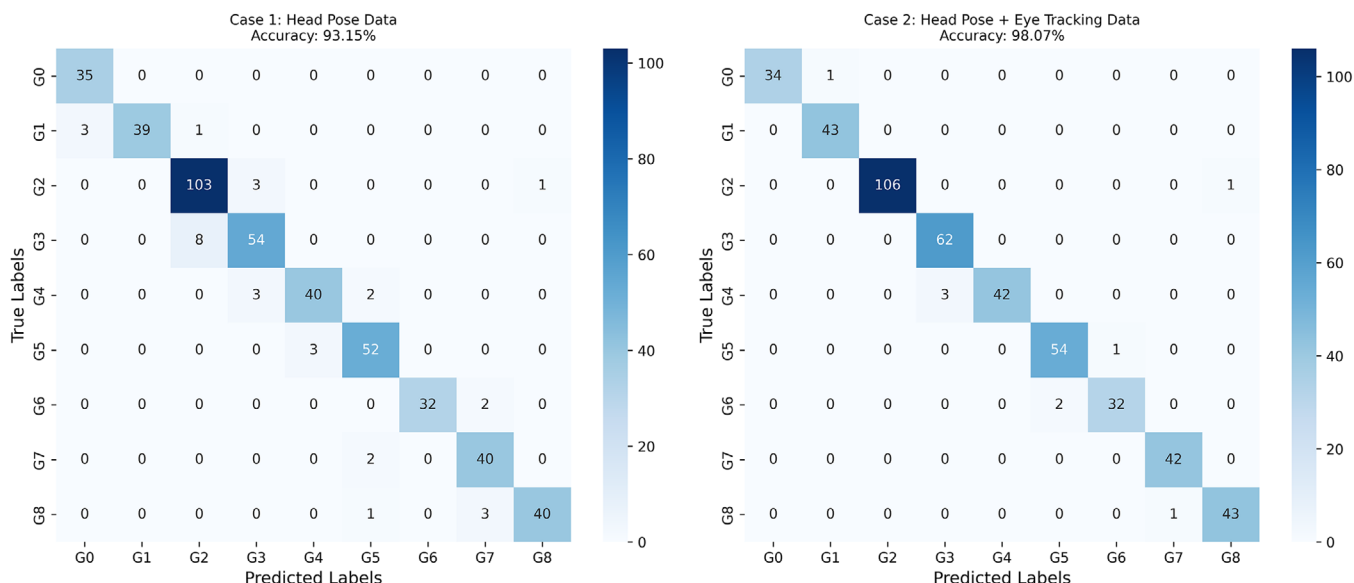 Case 1: Head Pose Data
Accuracy: 93.15%
G0 35 0 0 0 0 0 0 0 0
G1 3 39 1 0 0 0 0 0 0
G2 0 0 103 3 0 0 0 0 1
G3 0 0 8 54 0 0 0 0 0
G4 0 0 0 3 40 2 0 0 0
G5 0 0 0 0 3 52 0 0 0
G6 0 0 0 0 0 0 32 2 0
G7 0 0 0 0 0 2 0 40 0
G8 0 0 0 0 0 1 0 3 40
G0 G1 G2 G3 G4 G5 G6 G7 G8
True Labels
Predicted Labels
100
80
60
40
20
0
Case 2: Head Pose + Eye Tracking Data
Accuracy: 98.07%
G0 34 1 0 0 0 0 0 0 0
G1 0 43 0 0 0 0 0 0 0
G2 0 0 106 0 0 0 0 0 1
G3 0 0 0 62 0 0 0 0 0
G4 0 0 0 3 42 0 0 0 0
G5 0 0 0 0 0 54 1 0 0
G6 0 0 0 0 0 2 32 0 0
G7 0 0 0 0 0 0 0 42 0
G8 0 0 0 0 0 0 0 1 43
G0 G1 G2 G3 G4 G5 G6 G7 G8
True Labels
Predicted Labels
100
80
60
40
20
0